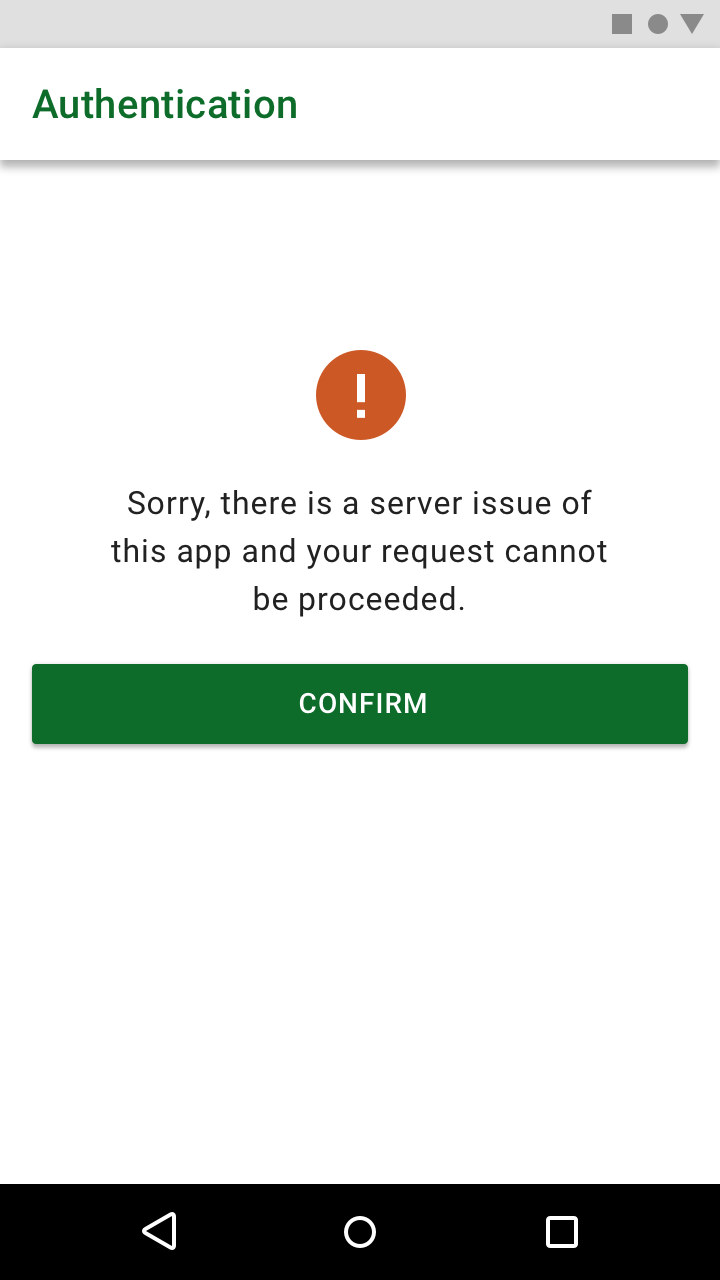 Authentication
Sorry, there is a server issue of
this app and your request cannot
be proceeded.
CONFIRM